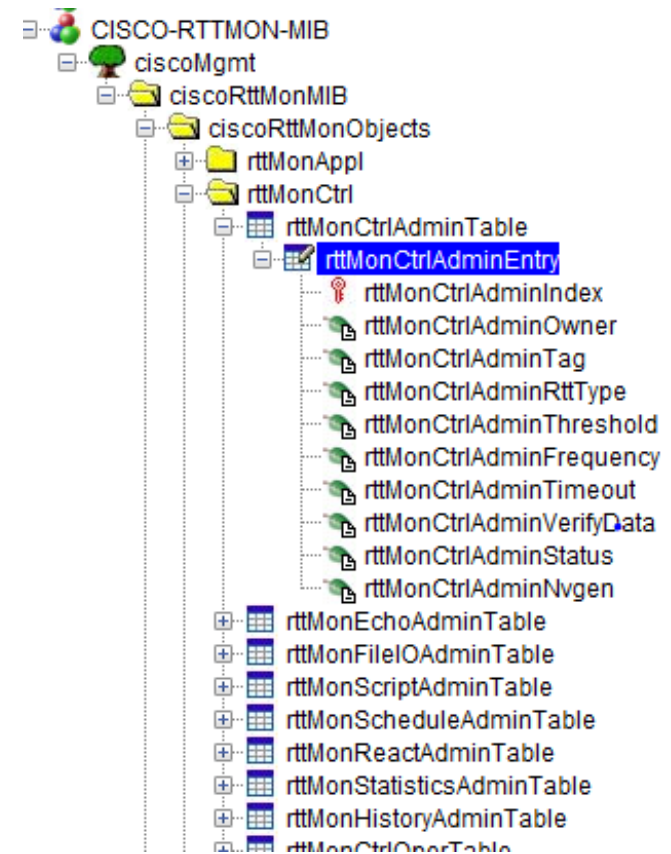 CISCO-RTTMON-MIB
ciscoMgmt
ciscoRttMonMIB
ciscoRttMonObjects
rttMonAppl
rttMonCtrl
rttMonCtrlAdminTable
rttMonCtrlAdminEntry
rttMonCtrlAdminIndex
rttMonCtrlAdminOwner
rttMonCtrlAdminTag
rttMonCtrlAdminRttType
rttMonCtrlAdminThreshold
rttMonCtrlAdminFrequency
rttMonCtrlAdminTimeout
rttMonCtrlAdminVerifyData
rttMonCtrlAdminStatus
rttMonCtrlAdminNvgen
rttMonEchoAdminTable
rttMonFileIOAdminTable
rttMonScriptAdminTable
rttMonScheduleAdminTable
rttMonReactAdminTable
rttMonStatisticsAdminTable
rttMonHistoryAdminTable
rttMonCtrlOperTable